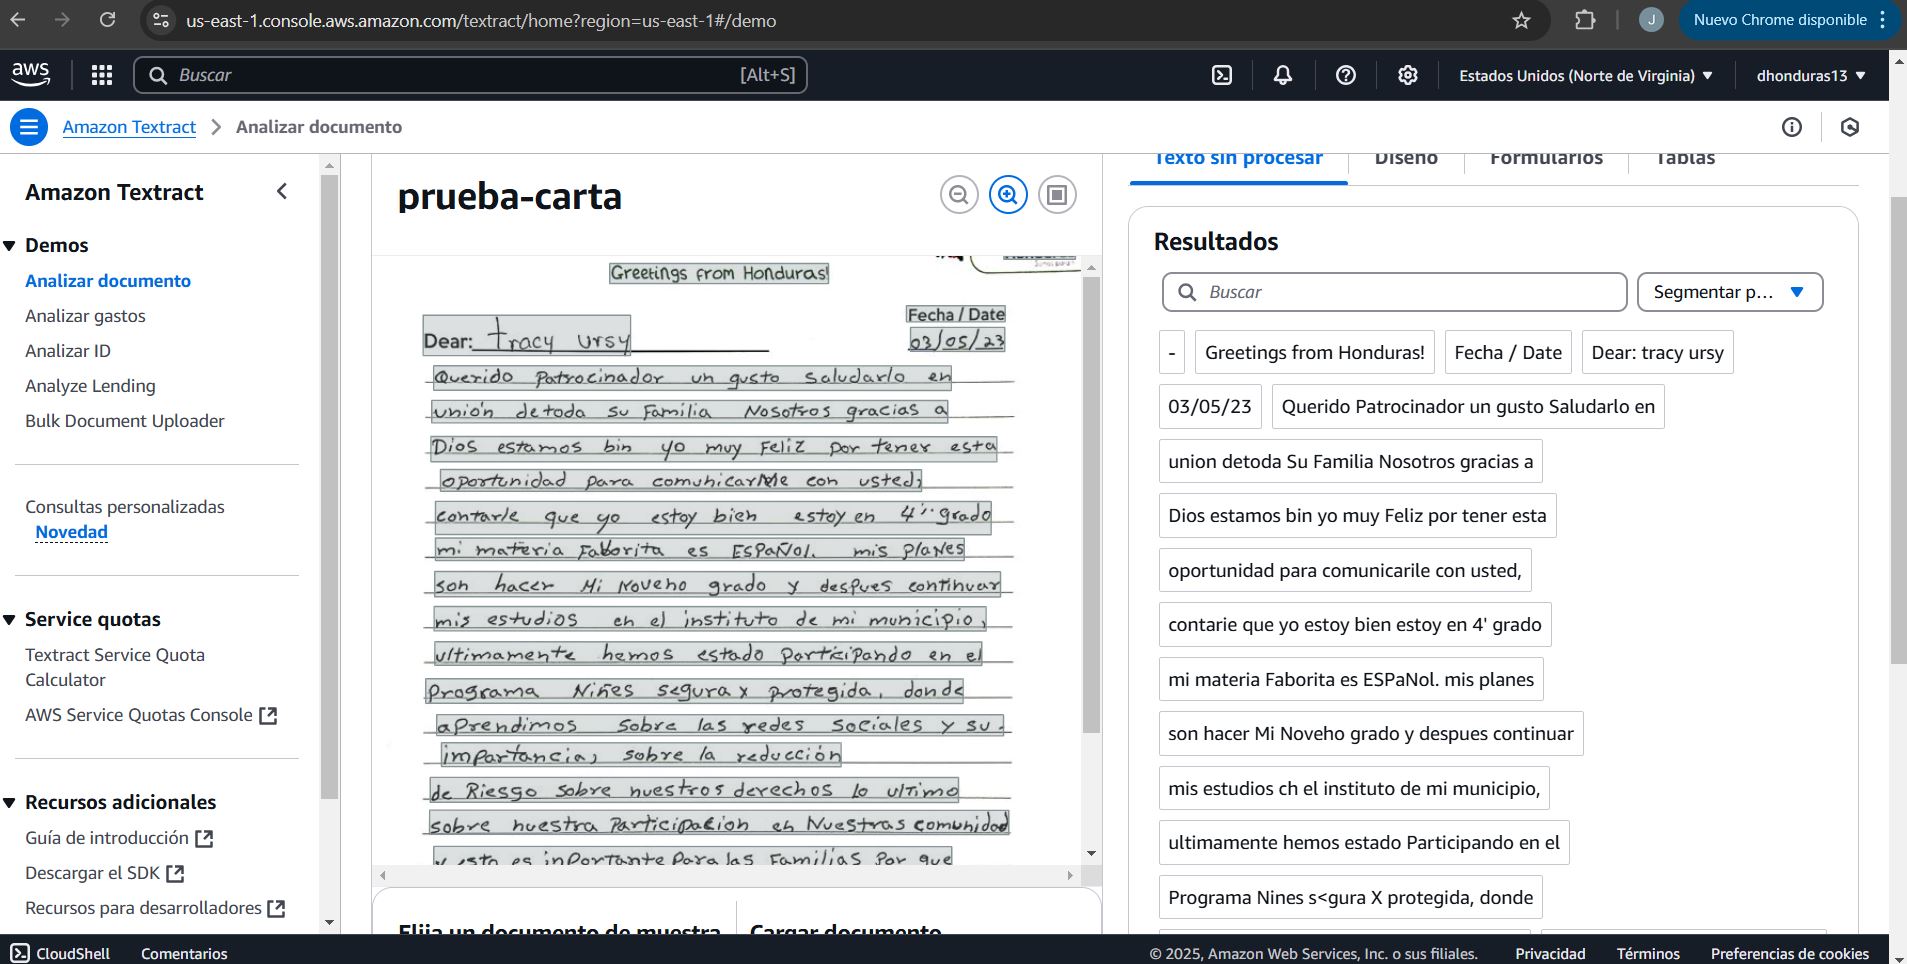 us-east-1.console.aws.amazon.com/textract/home?region=us-east-1#/demo
J
Nuevo Chrome disponible
aws
Buscar
[Alt+S]
Estados Unidos (Norte de Virginia)
dhonduras13
Amazon Textract > Analizar documento
Amazon Textract
Demos
Analizar documento
Analizar gastos
Analizar ID
Analyze Lending
Bulk Document Uploader
Consultas personalizadas
Novedad
Service quotas
Textract Service Quota
Calculator
AWS Service Quotas Console
Recursos adicionales
Guía de introducción
Descargar el SDK
Recursos para desarrolladores
prueba-carta
Greetings from Honduras!
Fecha / Date
Dear: tracy ursy
03/05/23
Querido Patrocinador un gusto saludarlo en
unión detoda su Familia Nosotros gracias a
Dios estamos bin yo muy Feliz por tener esta
oportunidad para comunicarme con usted,
contarle que yo estoy bien estoy en 4'. grado
mi materia Faborita es ESPAÑOL. mis planes
son hacer Mi Noveno grado y despues continuar
mis estudios en el instituto de mi municipio,
ultimamente hemos estado participando en el
programa Niñes segura y protegida, donde
aprendimos sobre las redes sociales y su.
importancia, sobre la reducción
de Riesgo sobre nuestros derechos lo ultimo
sobre nuestra Participacion en Nuestras comunidad
y esto es inportante para las Familias Por que
Elija un documento de muestra
Cargar documento
Texto sin procesar
Diseño
Formularios
Tablas
Resultados
Buscar
Segmentar p...
-
Greetings from Honduras!
Fecha / Date
Dear: tracy ursy
03/05/23
Querido Patrocinador un gusto Saludarlo en
union detoda Su Familia Nosotros gracias a
Dios estamos bin yo muy Feliz por tener esta
oportunidad para comunicarile con usted,
contarie que yo estoy bien estoy en 4' grado
mi materia Faborita es ESPaNol. mis planes
son hacer Mi Noveho grado y despues continuar
mis estudios ch el instituto de mi municipio,
ultimamente hemos estado Participando en el
Programa Nines s<gura X protegida, donde
CloudShell
Comentarios
© 2025, Amazon Web Services, Inc. o sus filiales.
Privacidad
Términos
Preferencias de cookies